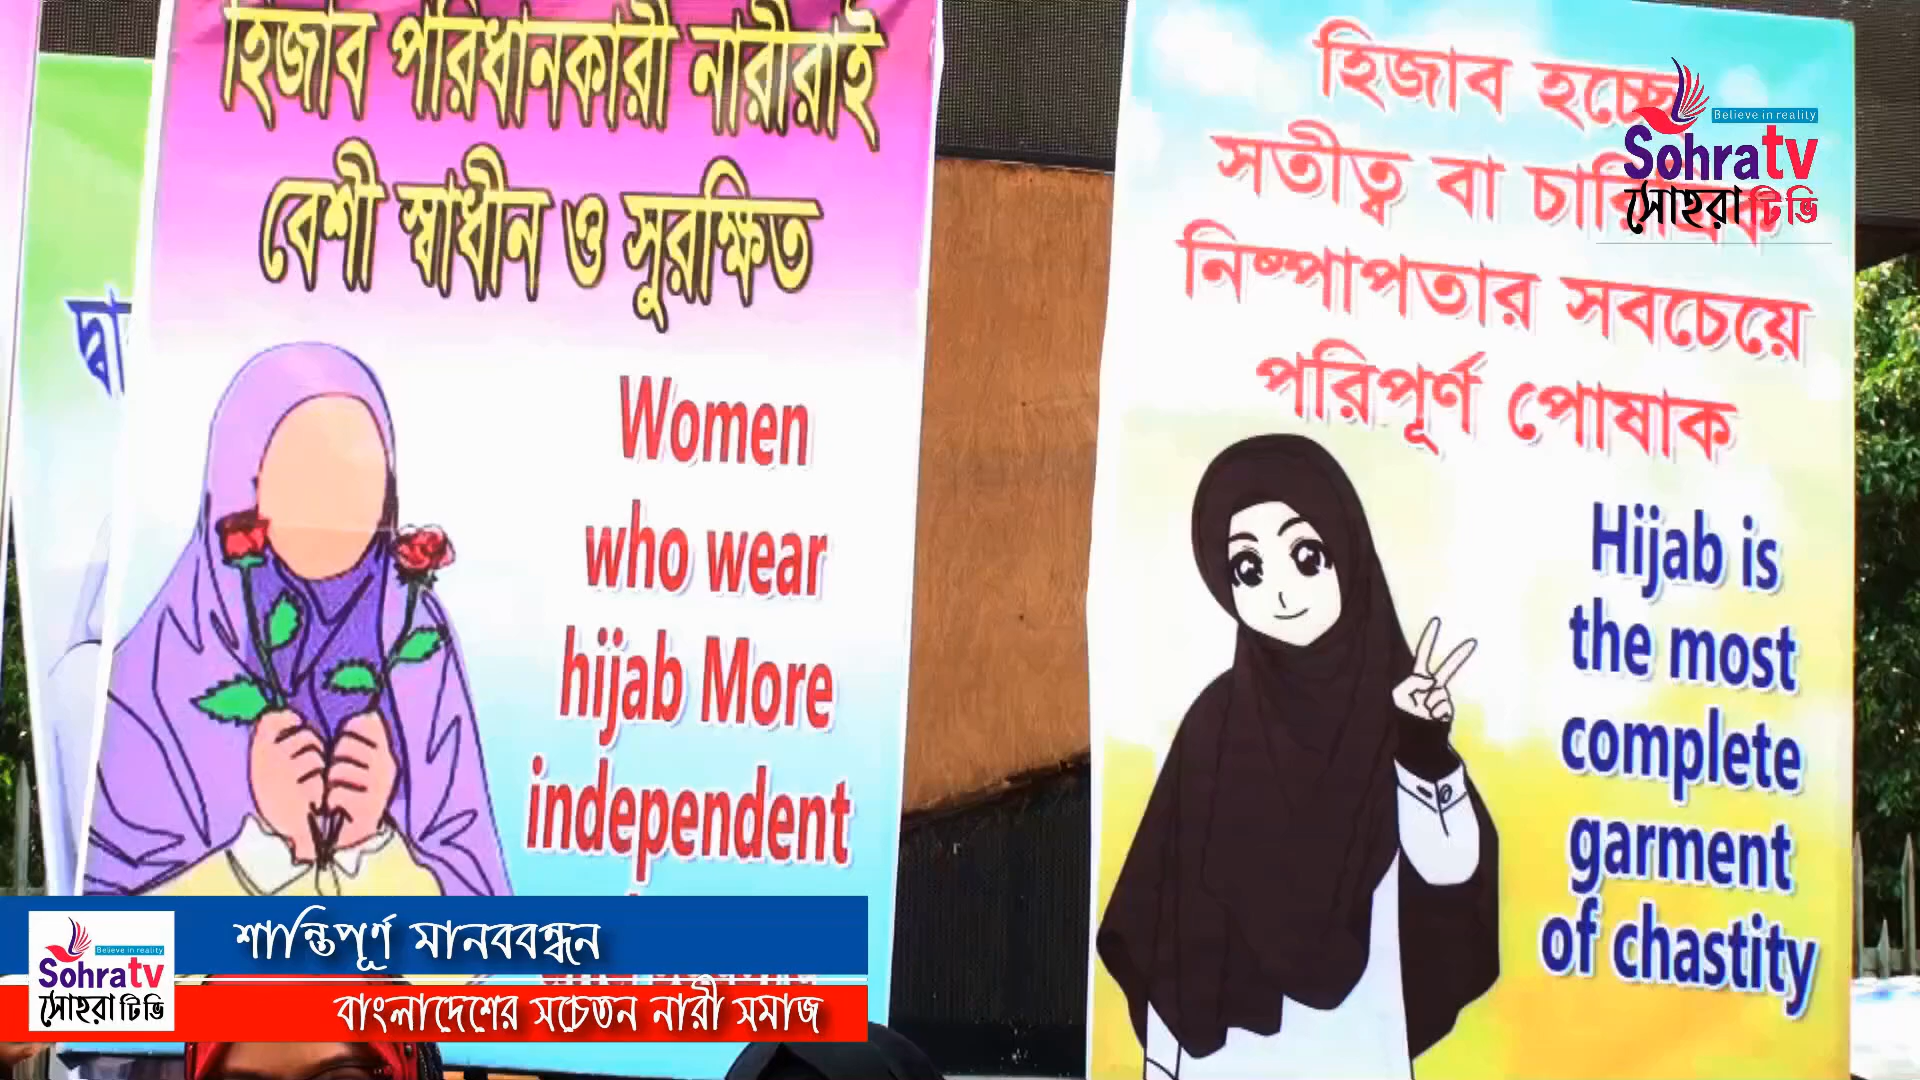 হিজাব পরিধানকারী নারীরাই
বেশী স্বাধীন ও সুরক্ষিত
Women
who wear
hijab More
independent
হিজাব হচ্ছে
সতীত্ব বা চারিত্রিক
নিষ্পাপতার সবচেয়ে
পরিপূর্ণ পোষাক
Hijab is
the most
complete
garment
of chastity
Believe in reality
Sohratv
সোহরা টিভি
শান্তিপূর্ণ মানববন্ধন
বাংলাদেশের সচেতন নারী সমাজ
Believe in reality
Sohratv
সোহরা টিভি